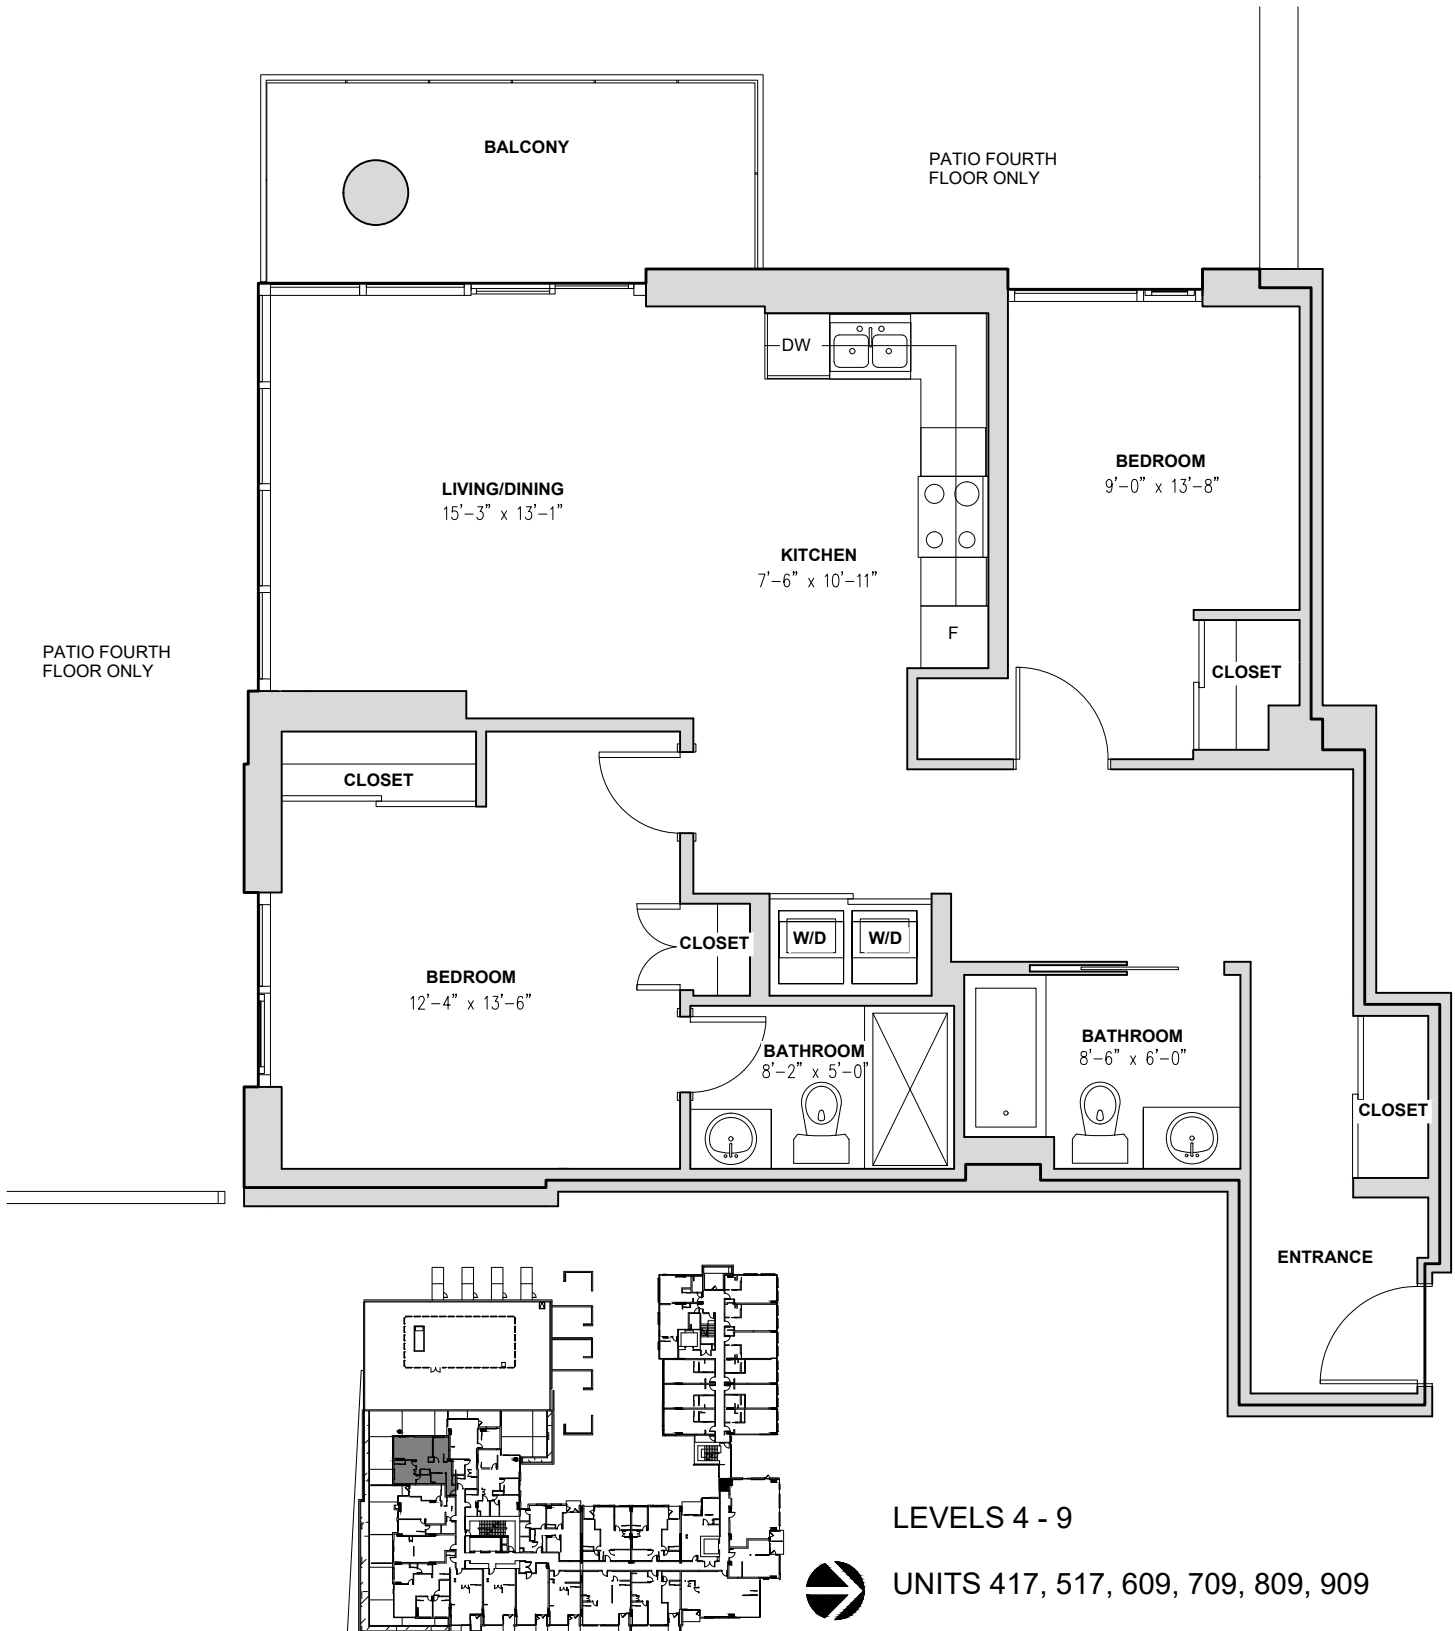 BALCONY
PATIO FOURTH
FLOOR ONLY
DW
LIVING/DINING
15'-3" x 13'-1"
BEDROOM
9'-0" x 13'-8"
KITCHEN
7'-6" x 10'-11"
F
PATIO FOURTH
FLOOR ONLY
CLOSET
CLOSET
CLOSET
W/D
W/D
BEDROOM
12'-4" x 13'-6"
BATHROOM
8'-2" x 5'-0"
BATHROOM
8'-6" x 6'-0"
CLOSET
ENTRANCE
LEVELS 4 - 9
UNITS 417, 517, 609, 709, 809, 909